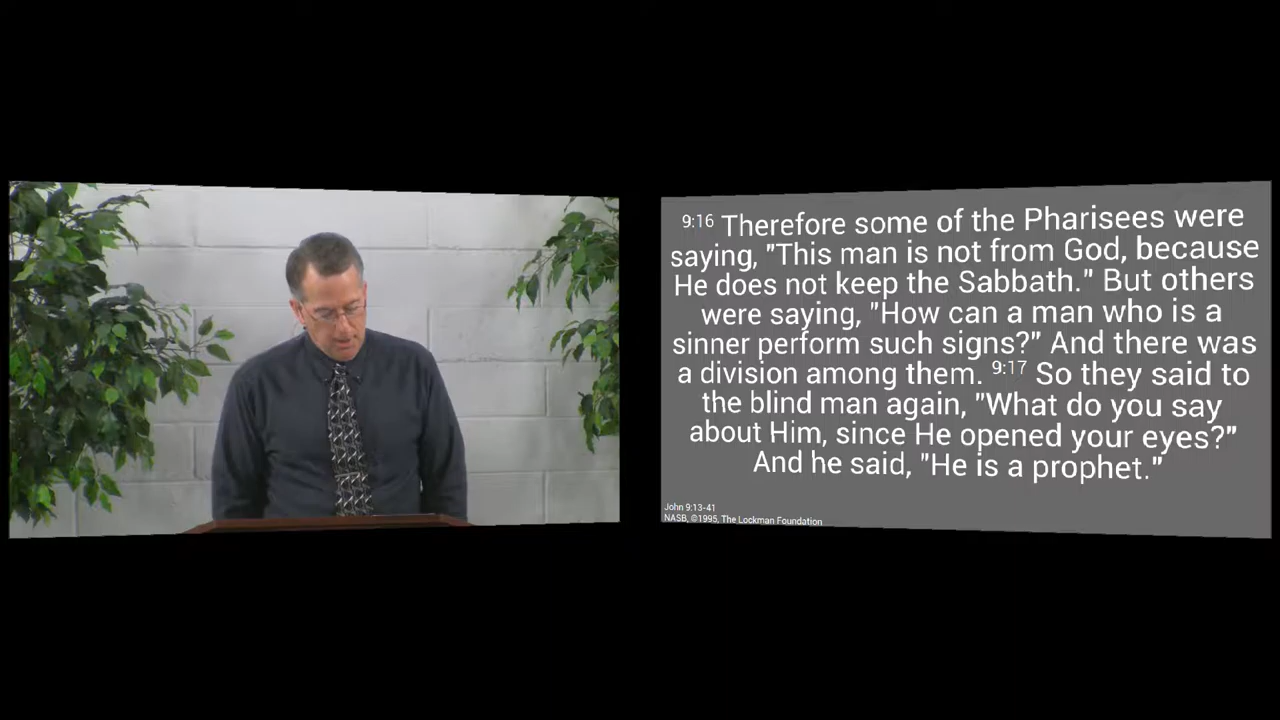 9:16 Therefore some of the Pharisees were
saying, "This man is not from God, because
He does not keep the Sabbath." But others
were saying, "How can a man who is a
sinner perform such signs?" And there was
a division among them. 9:17 So they said to
the blind man again, "What do you say
about Him, since He opened your eyes?"
And he said, "He is a prophet."
John 9:13-41
NASB, ©1995, The Lockman Foundation